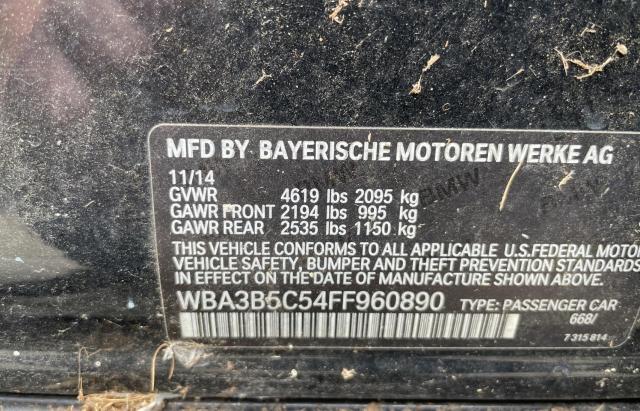 MFD BY BAYERISCHE MOTOREN WERKE AG
11/14
GVWR 4619 lbs 2095 kg
GAWR FRONT 2194 lbs 995 kg
GAWR REAR 2535 lbs 1150 kg
THIS VEHICLE CONFORMS TO ALL APPLICABLE U.S.FEDERAL MOTOR
VEHICLE SAFETY, BUMPER AND THEFT PREVENTION STANDARDS
IN EFFECT ON THE DATE OF MANUFACTURE SHOWN ABOVE.
WBA3B5C54FF960890 TYPE: PASSENGER CAR
668/
7 315 814
BMW